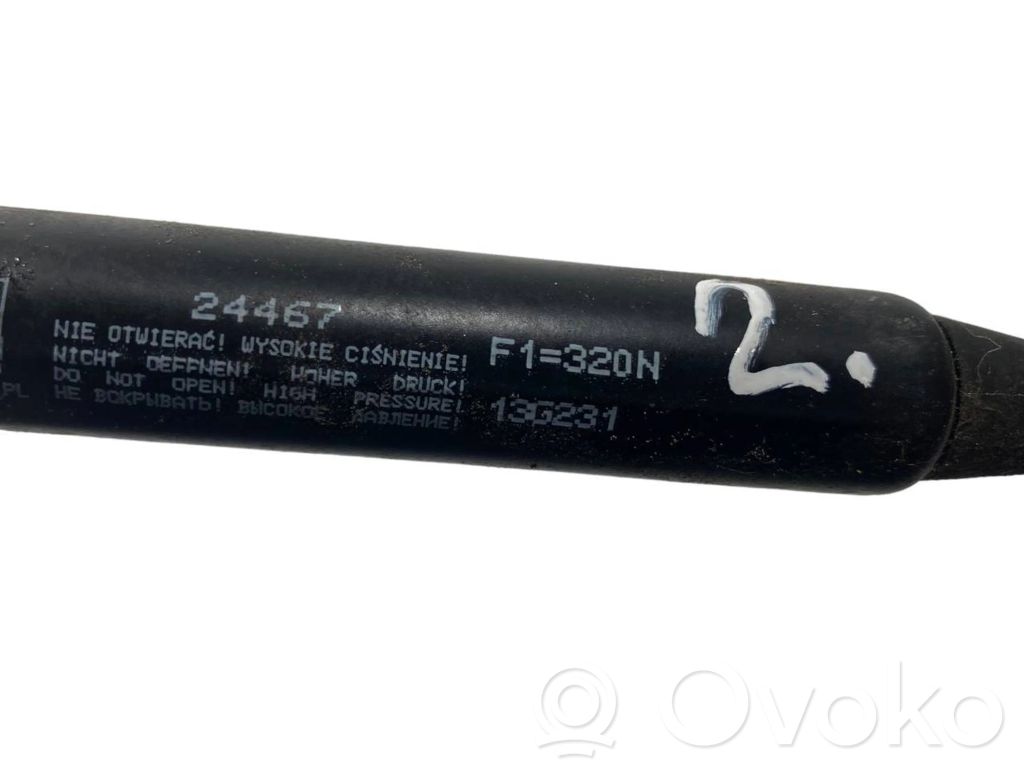 24467
NIE OTWIERAĆ! WYSOKIE CIŚNIENIE!
NICHT OEFFNEN! HOHER DRUCK!
DO NOT OPEN! HIGH PRESSURE!
НЕ ВСКРЫВАТЬ! ВЫСОКОЕ ДАВЛЕНИЕ!
.PL
F1=320N
13G231
2.
Ovoko